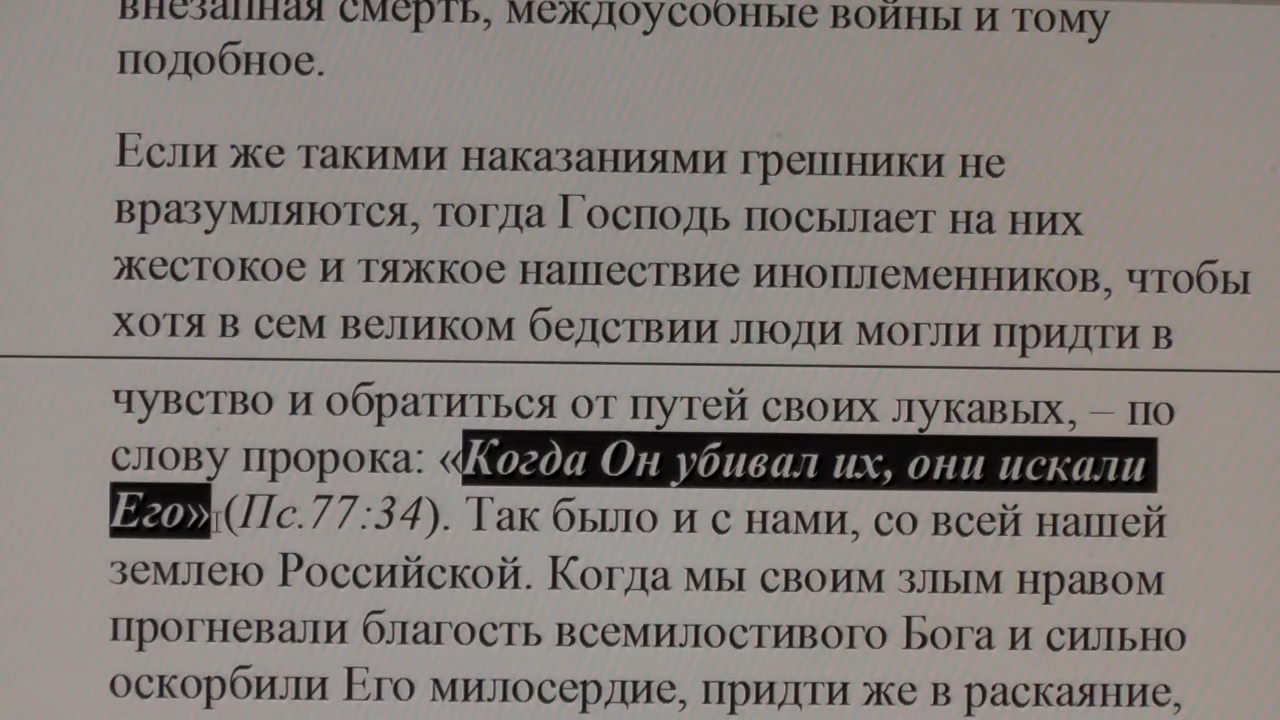 внезапная смерть, междоусобные войны и тому
подобное.
Если же такими наказаниями грешники не
вразумляются, тогда Господь посылает на них
жестокое и тяжкое нашествие иноплеменников, чтобы
хотя в сем великом бедствии люди могли придти в
чувство и обратиться от путей своих лукавых, – по
слову пророка: «Когда Он убивал их, они искали
Его» (Пс.77:34). Так было и с нами, со всей нашей
землею Российской. Когда мы своим злым нравом
прогневали благость всемилостивого Бога и сильно
оскорбили Его милосердие, придти же в раскаяние,